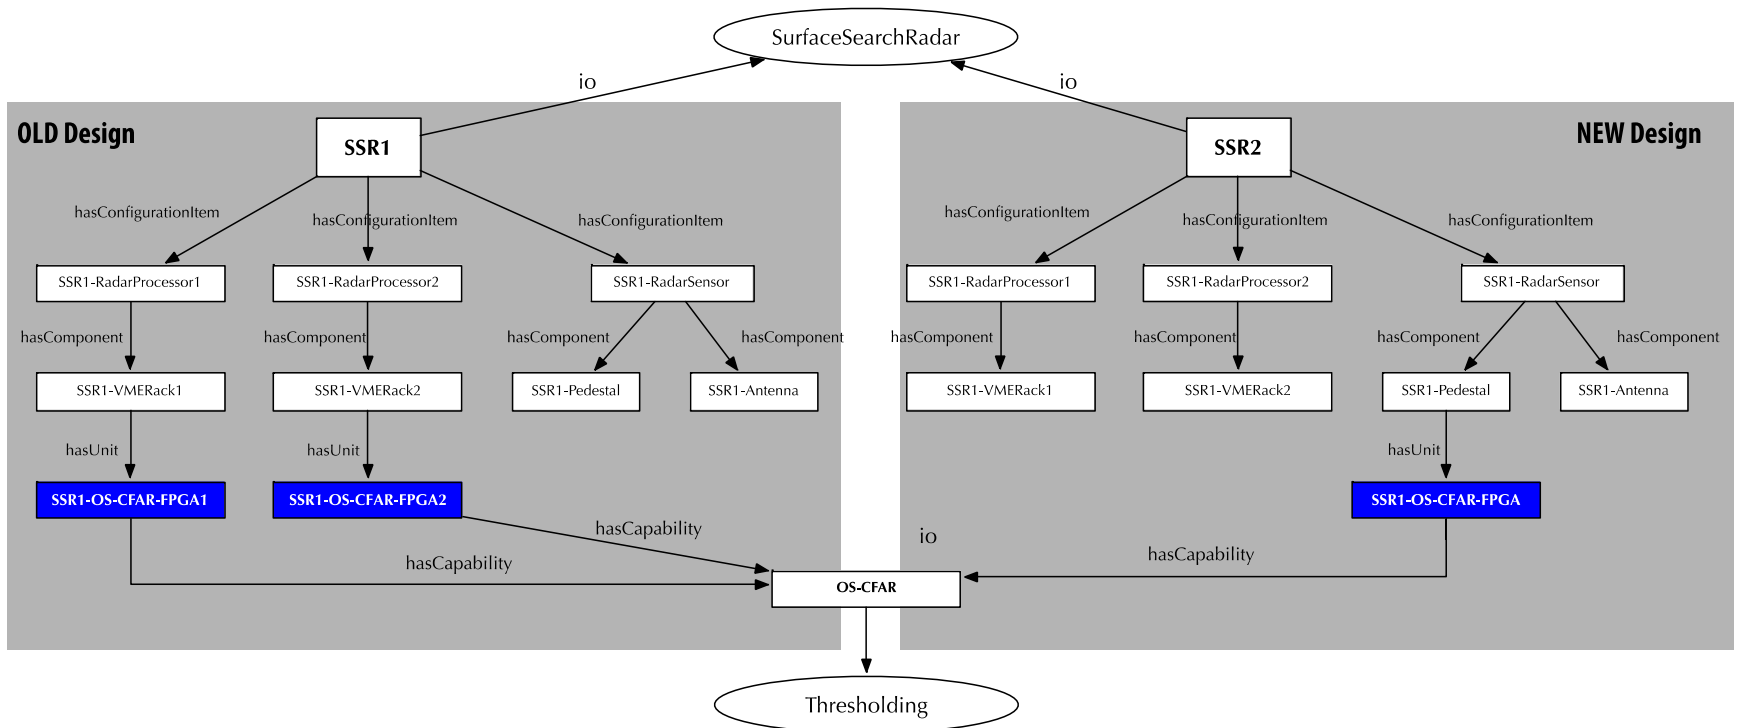 SurfaceSearchRadar
io
io
OLD Design
NEW Design
SSR1
SSR2
hasConfigurationItem
hasConfigurationItem
hasConfigurationItem
hasConfigurationItem
hasConfigurationItem
hasConfigurationItem
SSR1-RadarProcessor1
SSR1-RadarProcessor2
SSR1-RadarSensor
SSR1-RadarProcessor1
SSR1-RadarProcessor2
SSR1-RadarSensor
hasComponent
hasComponent
hasComponent
hasComponent
hasComponent
hasComponent
hasComponent
hasComponent
SSR1-VMERack1
SSR1-VMERack2
SSR1-Pedestal
SSR1-Antenna
SSR1-VMERack1
SSR1-VMERack2
SSR1-Pedestal
SSR1-Antenna
hasUnit
hasUnit
hasUnit
SSR1-OS-CFAR-FPGA1
SSR1-OS-CFAR-FPGA2
SSR1-OS-CFAR-FPGA
hasCapability
io
hasCapability
hasCapability
OS-CFAR
Thresholding